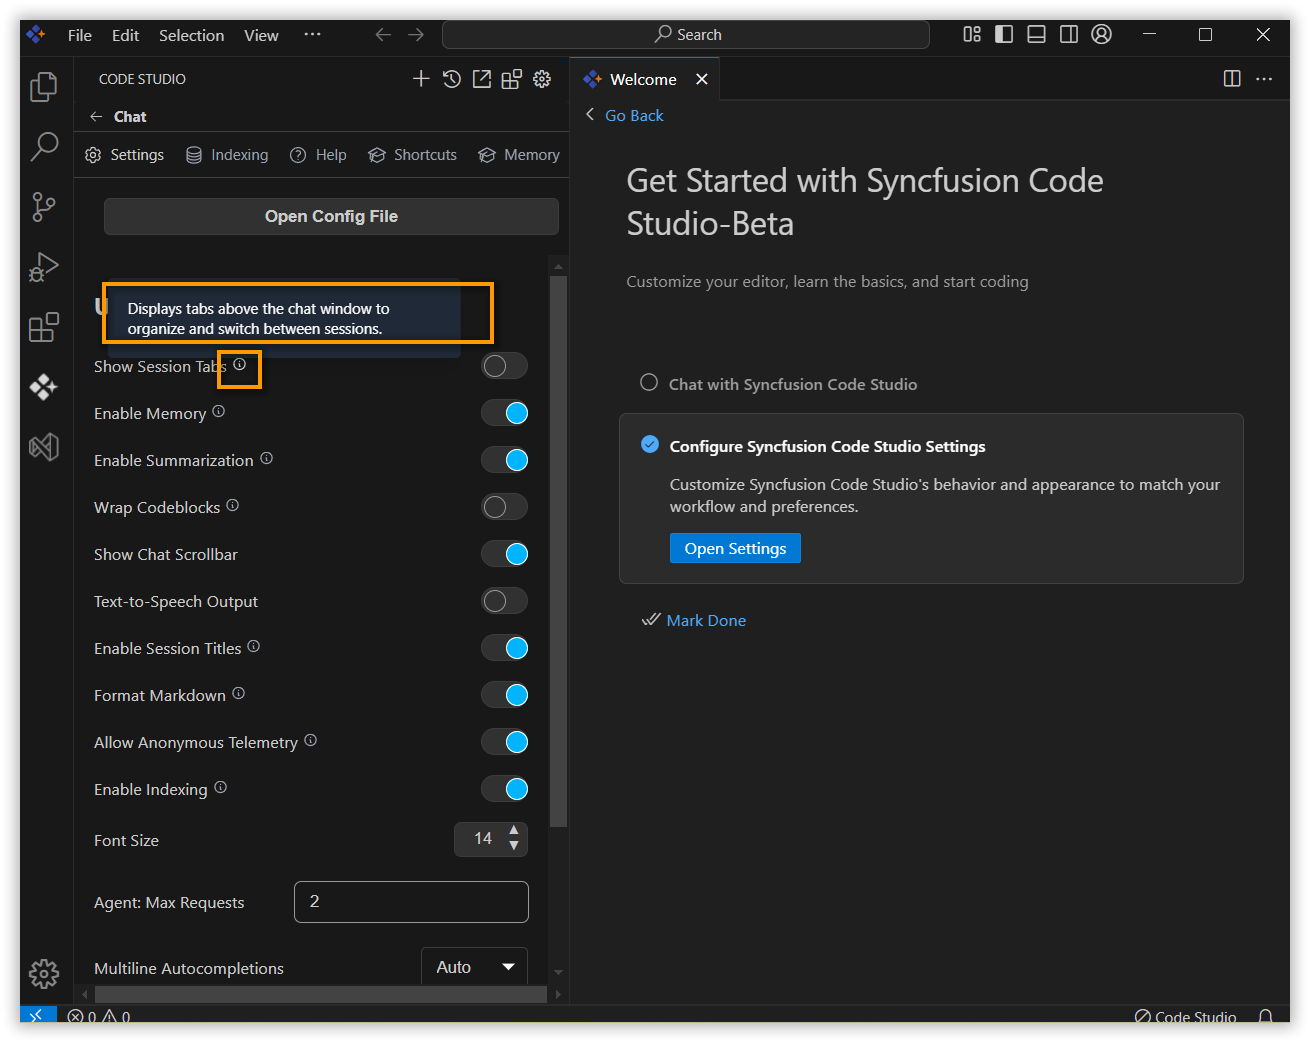 File Edit Selection View ··· Search
CODE STUDIO
Welcome
Chat
Go Back
Settings Indexing Help Shortcuts Memory
Open Config File
U
Displays tabs above the chat window to
organize and switch between sessions.
Show Session Tabs
Enable Memory
Enable Summarization
Wrap Codeblocks
Show Chat Scrollbar
Text-to-Speech Output
Enable Session Titles
Format Markdown
Allow Anonymous Telemetry
Enable Indexing
Font Size 14
Agent: Max Requests 2
Multiline Autocompletions Auto
Get Started with Syncfusion Code
Studio-Beta
Customize your editor, learn the basics, and start coding
Chat with Syncfusion Code Studio
Configure Syncfusion Code Studio Settings
Customize Syncfusion Code Studio's behavior and appearance to match your
workflow and preferences.
Open Settings
Mark Done
0 0 Code Studio